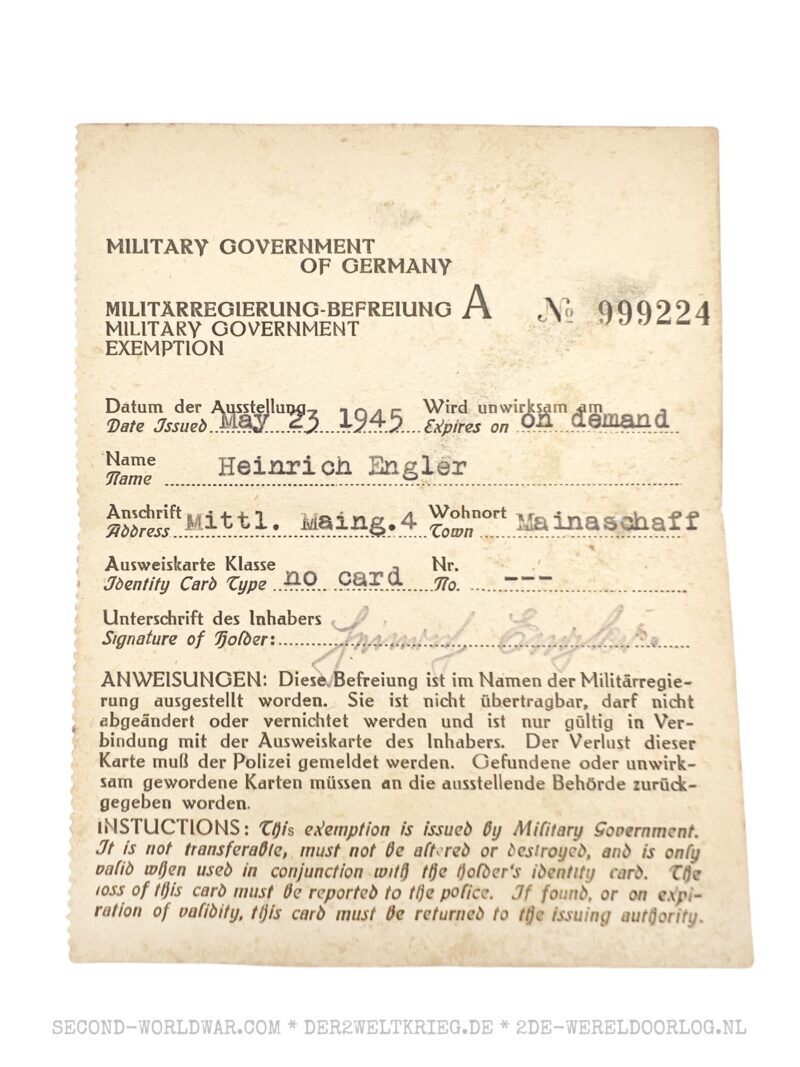 MILITARY GOVERNMENT
OF GERMANY
MILITÄRREGIERUNG-BEFREIUNG A № 999224
MILITARY GOVERNMENT
EXEMPTION
Datum der Ausstellung Wird unwirksam am
Date Issued May 23 1945 Expires on on demand
Name
Name Heinrich Engler
Anschrift Wohnort
Address Mittl. Maing.4 Town Mainaschaff
Ausweiskarte Klasse Nr.
Identity Card Type no card No. ---
Unterschrift des Inhabers
Signature of Holder: Heinrich Engler
ANWEISUNGEN: Diese Befreiung ist im Namen der Militärregie-
rung ausgestellt worden. Sie ist nicht übertragbar, darf nicht
abgeändert oder vernichtet werden und ist nur gültig in Ver-
bindung mit der Ausweiskarte des Inhabers. Der Verlust dieser
Karte muß der Polizei gemeldet werden. Gefundene oder unwirk-
sam gewordene Karten müssen an die ausstellende Behörde zurück-
gegeben worden.
INSTUCTIONS: This exemption is issued by Military Government.
It is not transferable, must not be altered or destroyed, and is only
valid when used in conjunction with the holder's identity card. The
loss of this card must be reported to the police. If found, or on expi-
ration of validity, this card must be returned to the issuing authority.
SECOND-WORLDWAR.COM * DER2WELTKRIEG.DE * 2DE-WERELDOORLOG.NL